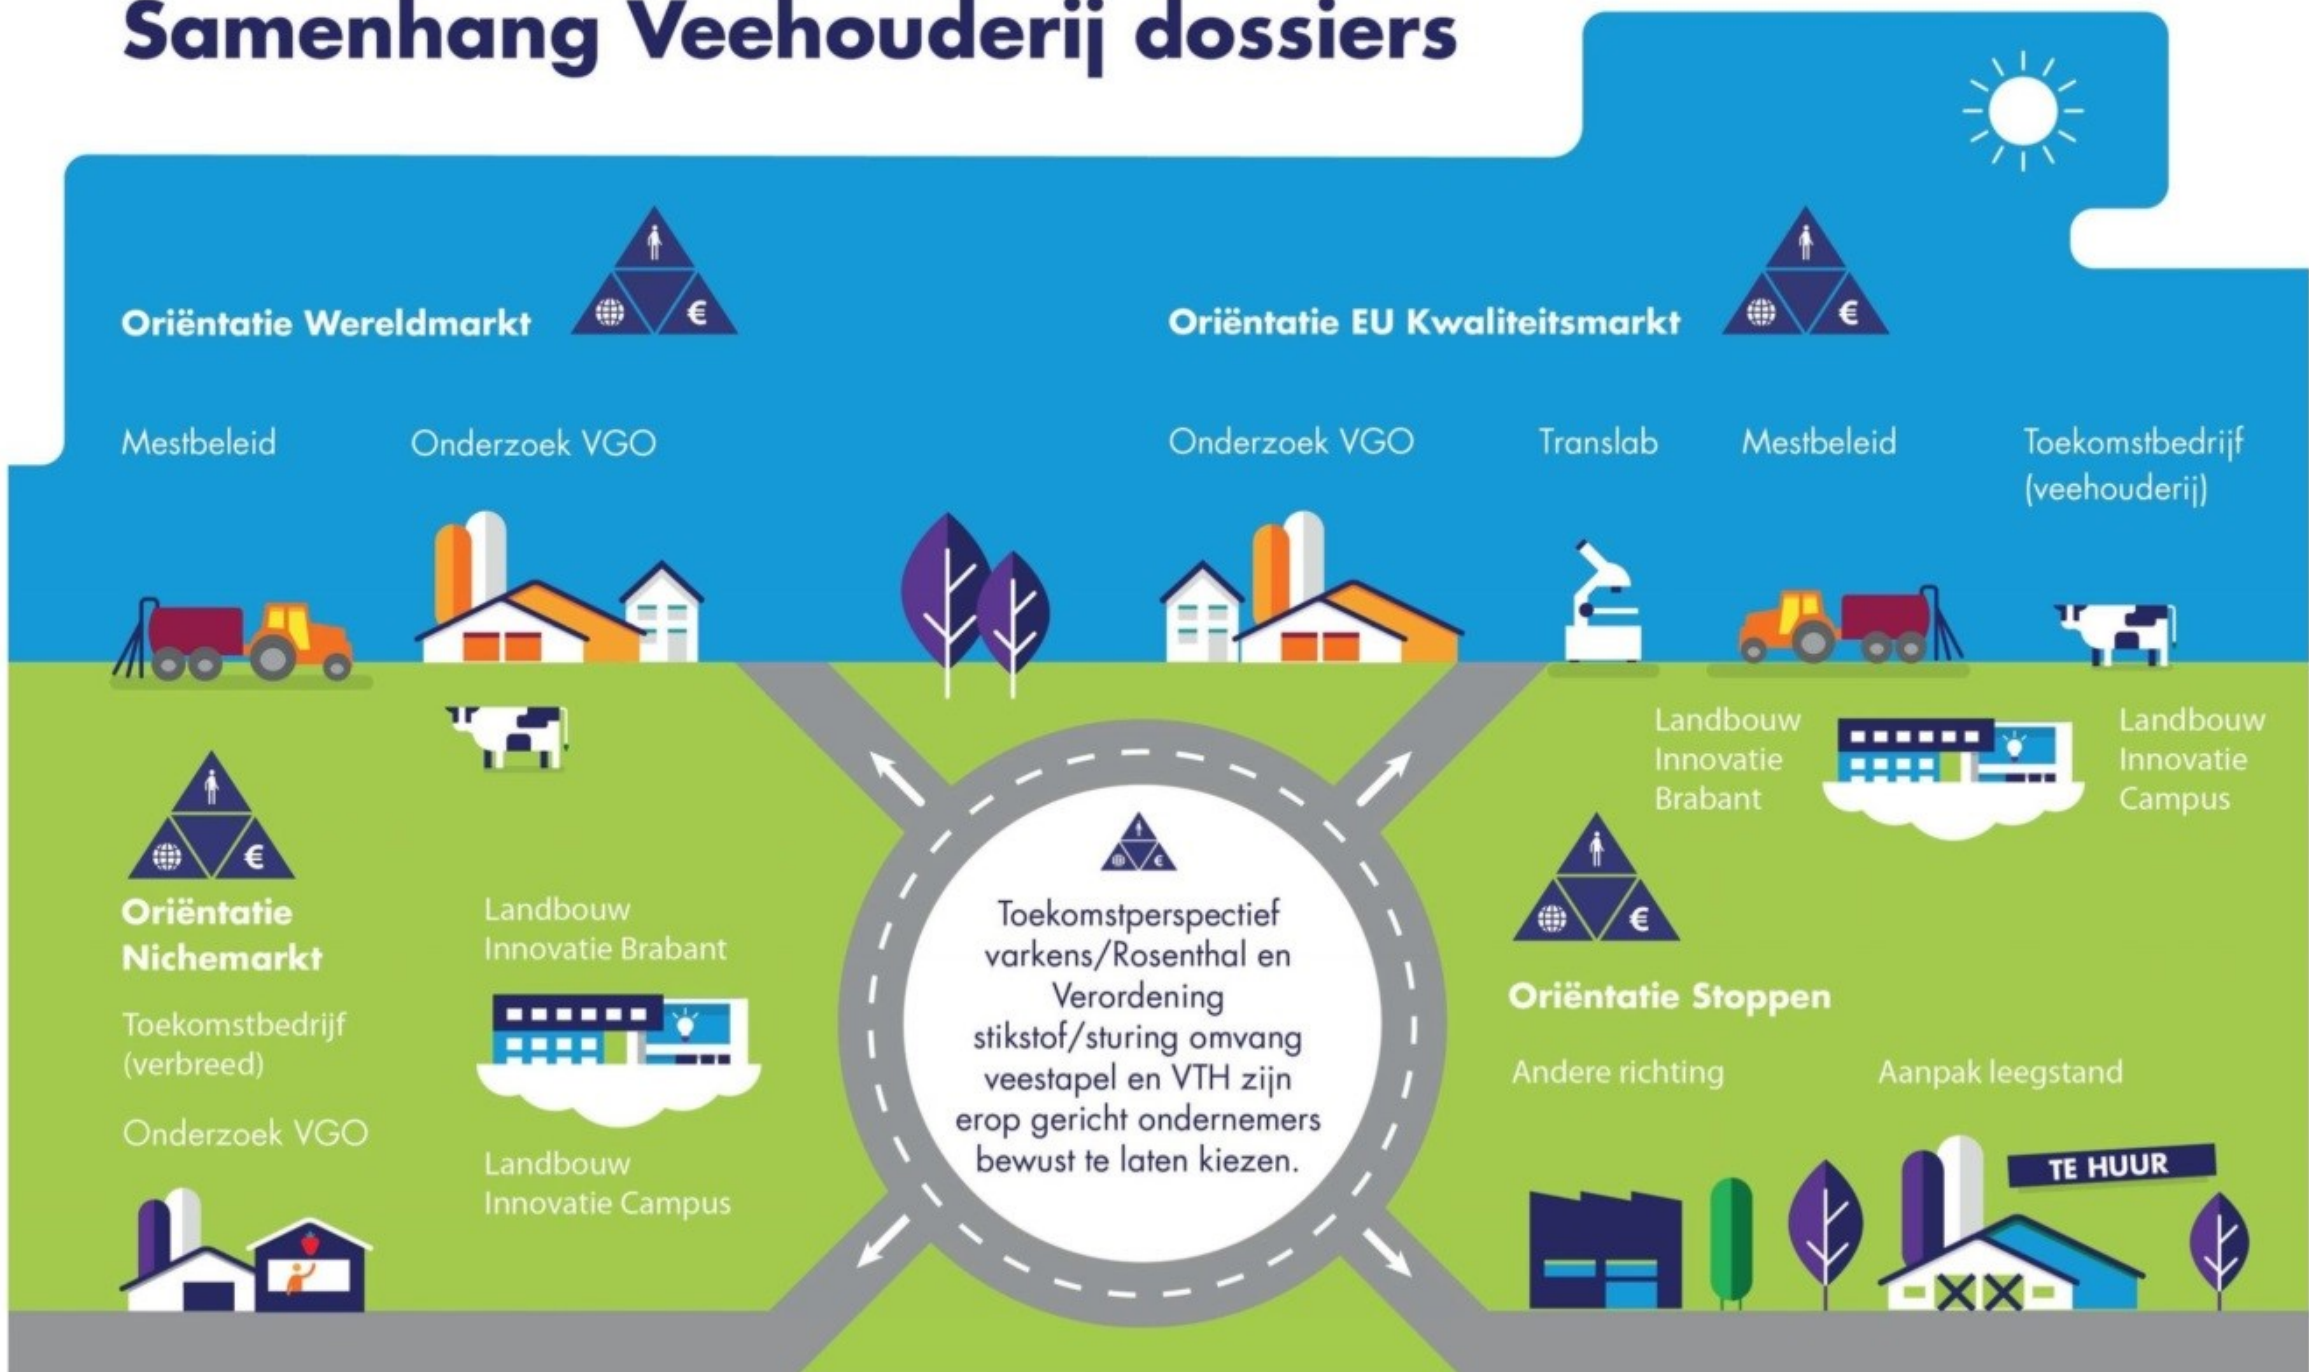 Samenhang Veehouderij dossiers
Oriëntatie Wereldmarkt
€
Mestbeleid
Onderzoek VGO
Oriëntatie EU Kwaliteitsmarkt
€
Onderzoek VGO
Translab
Mestbeleid
Toekomstbedrijf
(veehouderij)
Landbouw
Innovatie
Brabant
Landbouw
Innovatie
Campus
€
Oriëntatie
Nichemarkt
Toekomstbedrijf
(verbreed)
Onderzoek VGO
Landbouw
Innovatie Brabant
Landbouw
Innovatie Campus
€
Toekomstperspectief
varkens/Rosenthal en
Verordening
stikstof/sturing omvang
veestapel en VTH zijn
erop gericht ondernemers
bewust te laten kiezen.
€
Oriëntatie Stoppen
Andere richting
Aanpak leegstand
TE HUUR